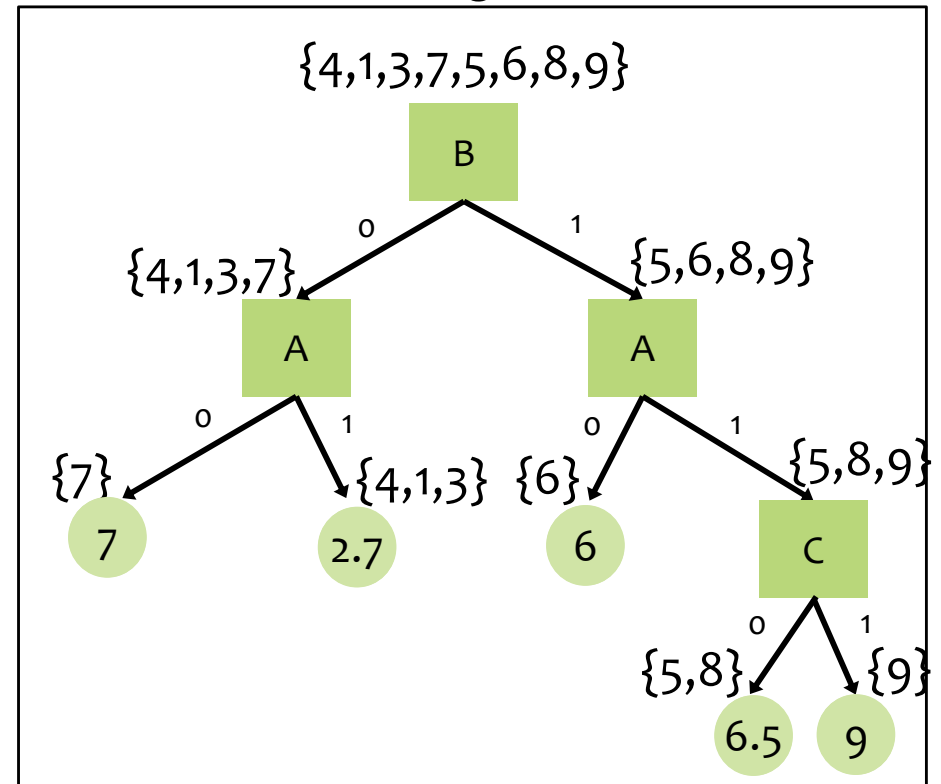 {4,1,3,7,5,6,8,9}
B
0 1
{4,1,3,7} {5,6,8,9}
A A
0 1 0 1
{7} {4,1,3} {6} {5,8,9}
7 2.7 6 C
0 1
{5,8} {9}
6.5 9